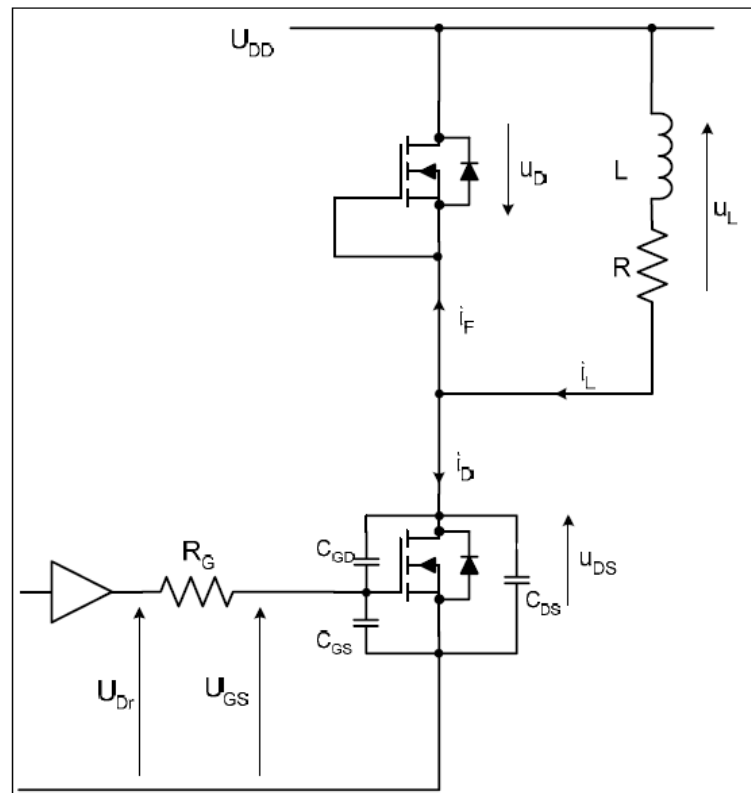 U_DD
u_D
L
u_L
R
i_F
i_L
i_D
R_G
C_GD
u_DS
C_DS
C_GS
U_Dr
U_GS